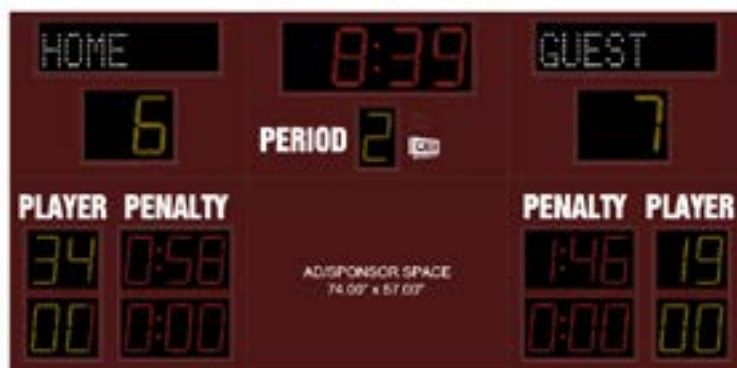 HOME
8:39
GUEST
6
PERIOD 2
7
PLAYER PENALTY
PENALTY PLAYER
34 0:58
1:46 19
AD/SPONSOR SPACE
74.00" x 57.00"
00 0:00
0:00 00